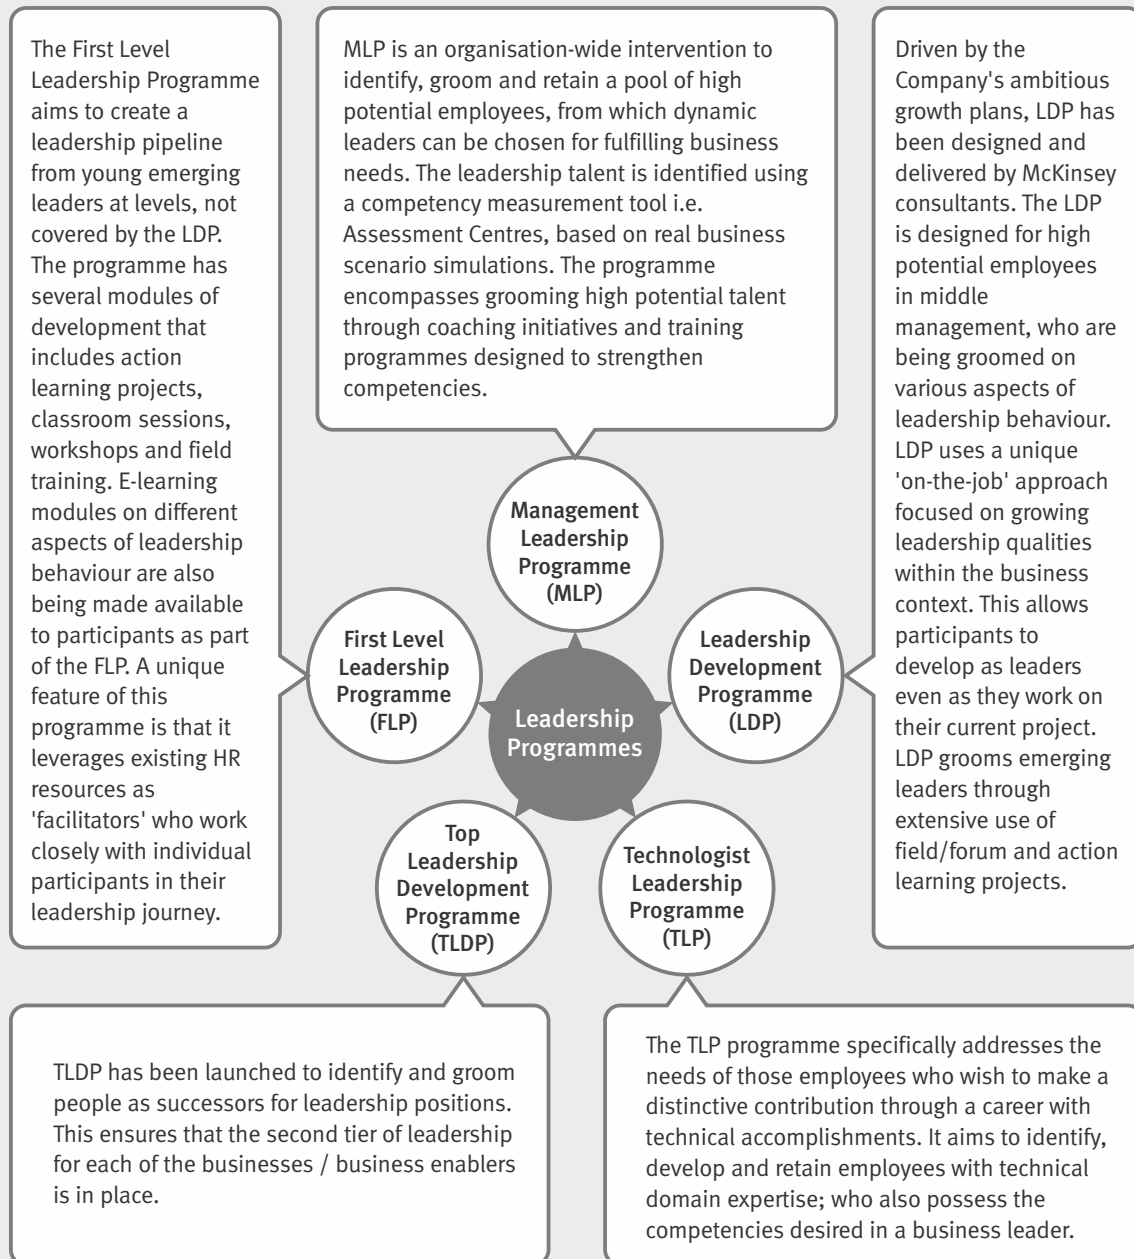 The First Level
Leadership Programme
aims to create a
leadership pipeline
from young emerging
leaders at levels, not
covered by the LDP.
The programme has
several modules of
development that
includes action
learning projects,
classroom sessions,
workshops and field
training. E-learning
modules on different
aspects of leadership
behaviour are also
being made available
to participants as part
of the FLP. A unique
feature of this
programme is that it
leverages existing HR
resources as
'facilitators' who work
closely with individual
participants in their
leadership journey.
MLP is an organisation-wide intervention to
identify, groom and retain a pool of high
potential employees, from which dynamic
leaders can be chosen for fulfilling business
needs. The leadership talent is identified using
a competency measurement tool i.e.
Assessment Centres, based on real business
scenario simulations. The programme
encompasses grooming high potential talent
through coaching initiatives and training
programmes designed to strengthen
competencies.
Driven by the
Company's ambitious
growth plans, LDP has
been designed and
delivered by McKinsey
consultants. The LDP
is designed for high
potential employees
in middle
management, who are
being groomed on
various aspects of
leadership behaviour.
LDP uses a unique
'on-the-job' approach
focused on growing
leadership qualities
within the business
context. This allows
participants to
develop as leaders
even as they work on
their current project.
LDP grooms emerging
leaders through
extensive use of
field/forum and action
learning projects.
Management
Leadership
Programme
(MLP)
First Level
Leadership
Programme
(FLP)
Leadership
Development
Programme
(LDP)
Leadership
Programmes
Top
Leadership
Development
Programme
(TLDP)
Technologist
Leadership
Programme
(TLP)
TLDP has been launched to identify and groom
people as successors for leadership positions.
This ensures that the second tier of leadership
for each of the businesses / business enablers
is in place.
The TLP programme specifically addresses the
needs of those employees who wish to make a
distinctive contribution through a career with
technical accomplishments. It aims to identify,
develop and retain employees with technical
domain expertise; who also possess the
competencies desired in a business leader.